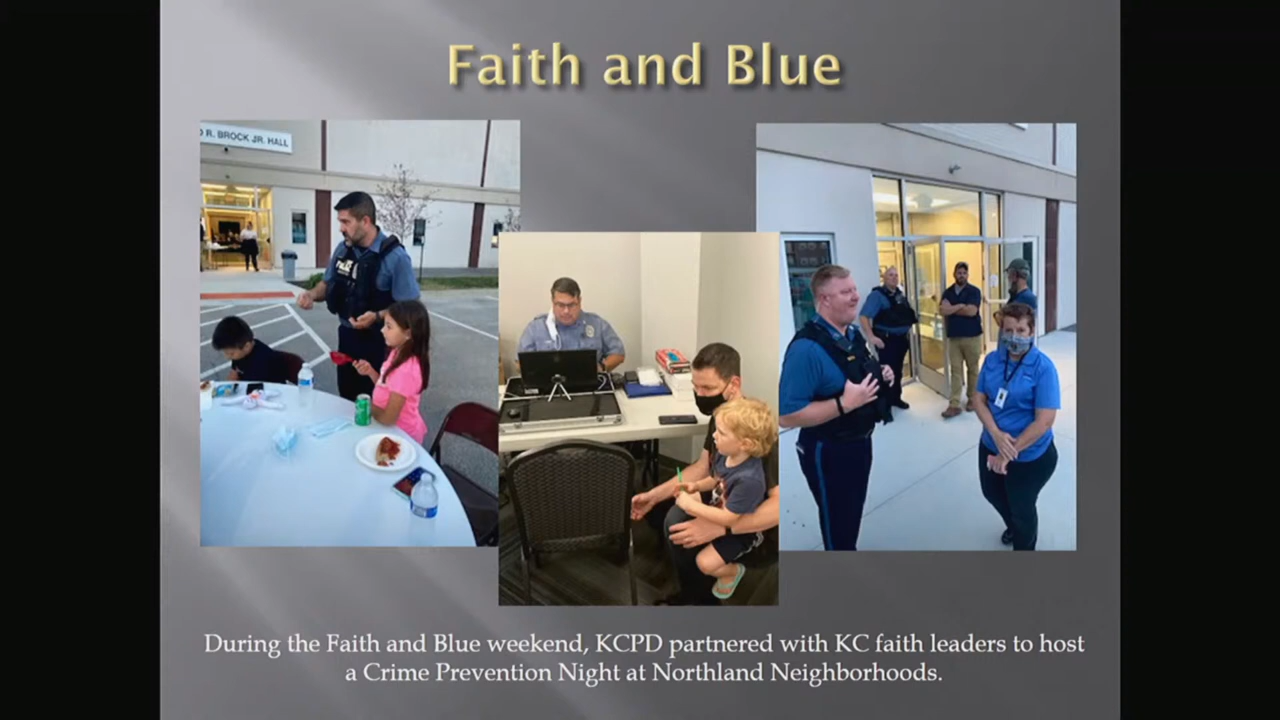 Faith and Blue
R. BROCK JR. HALL
POLICE
During the Faith and Blue weekend, KCPD partnered with KC faith leaders to host
a Crime Prevention Night at Northland Neighborhoods.